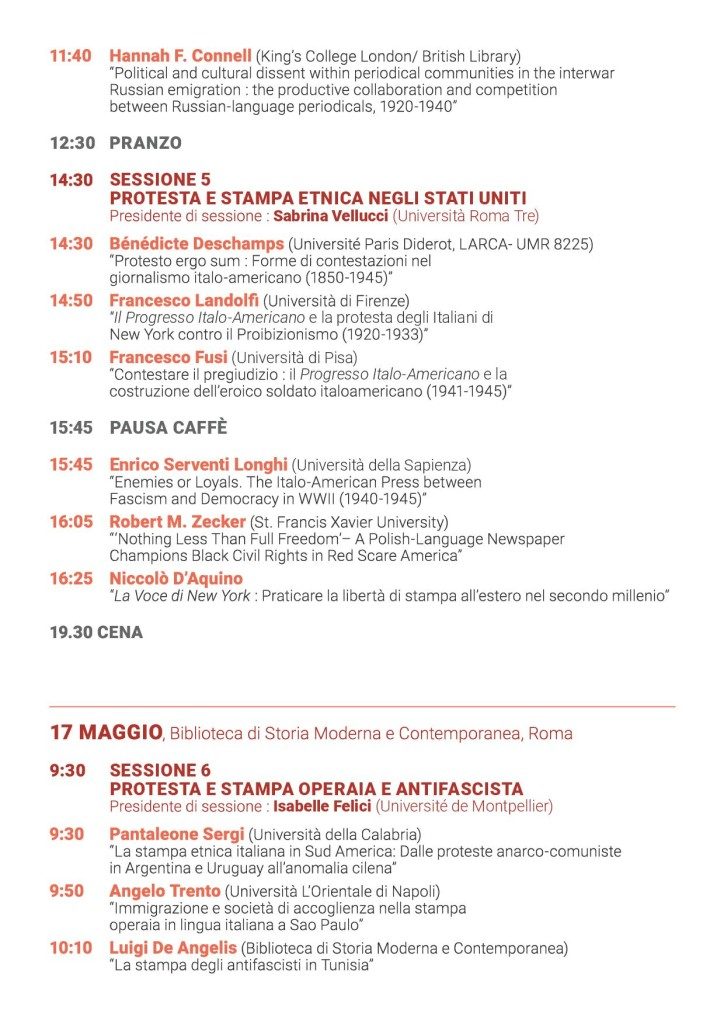 11:40 Hannah F. Connell (King's College London/ British Library)
"Political and cultural dissent within periodical communities in the interwar
Russian emigration : the productive collaboration and competition
between Russian-language periodicals, 1920-1940"
12:30 PRANZO
14:30 SESSIONE 5
PROTESTA E STAMPA ETNICA NEGLI STATI UNITI
Presidente di sessione : Sabrina Vellucci (Università Roma Tre)
14:30 Bénédicte Deschamps (Université Paris Diderot, LARCA- UMR 8225)
"Protesto ergo sum : Forme di contestazioni nel
giornalismo italo-americano (1850-1945)"
14:50 Francesco Landolfi (Università di Firenze)
"Il Progresso Italo-Americano e la protesta degli Italiani di
New York contro il Proibizionismo (1920-1933)"
15:10 Francesco Fusi (Università di Pisa)
"Contestare il pregiudizio : il Progresso Italo-Americano e la
costruzione dell'eroico soldato italoamericano (1941-1945)"
15:45 PAUSA CAFFÈ
15:45 Enrico Serventi Longhi (Università della Sapienza)
"Enemies or Loyals. The Italo-American Press between
Fascism and Democracy in WWII (1940-1945)"
16:05 Robert M. Zecker (St. Francis Xavier University)
"'Nothing Less Than Full Freedom'– A Polish-Language Newspaper
Champions Black Civil Rights in Red Scare America"
16:25 Niccolò D'Aquino
"La Voce di New York : Praticare la libertà di stampa all'estero nel secondo millenio"
19.30 CENA
17 MAGGIO, Biblioteca di Storia Moderna e Contemporanea, Roma
9:30 SESSIONE 6
PROTESTA E STAMPA OPERAIA E ANTIFASCISTA
Presidente di sessione : Isabelle Felici (Université de Montpellier)
9:30 Pantaleone Sergi (Università della Calabria)
"La stampa etnica italiana in Sud America: Dalle proteste anarco-comuniste
in Argentina e Uruguay all'anomalia cilena"
9:50 Angelo Trento (Università L'Orientale di Napoli)
"Immigrazione e società di accoglienza nella stampa
operaia in lingua italiana a Sao Paulo"
10:10 Luigi De Angelis (Biblioteca di Storia Moderna e Contemporanea)
"La stampa degli antifascisti in Tunisia"